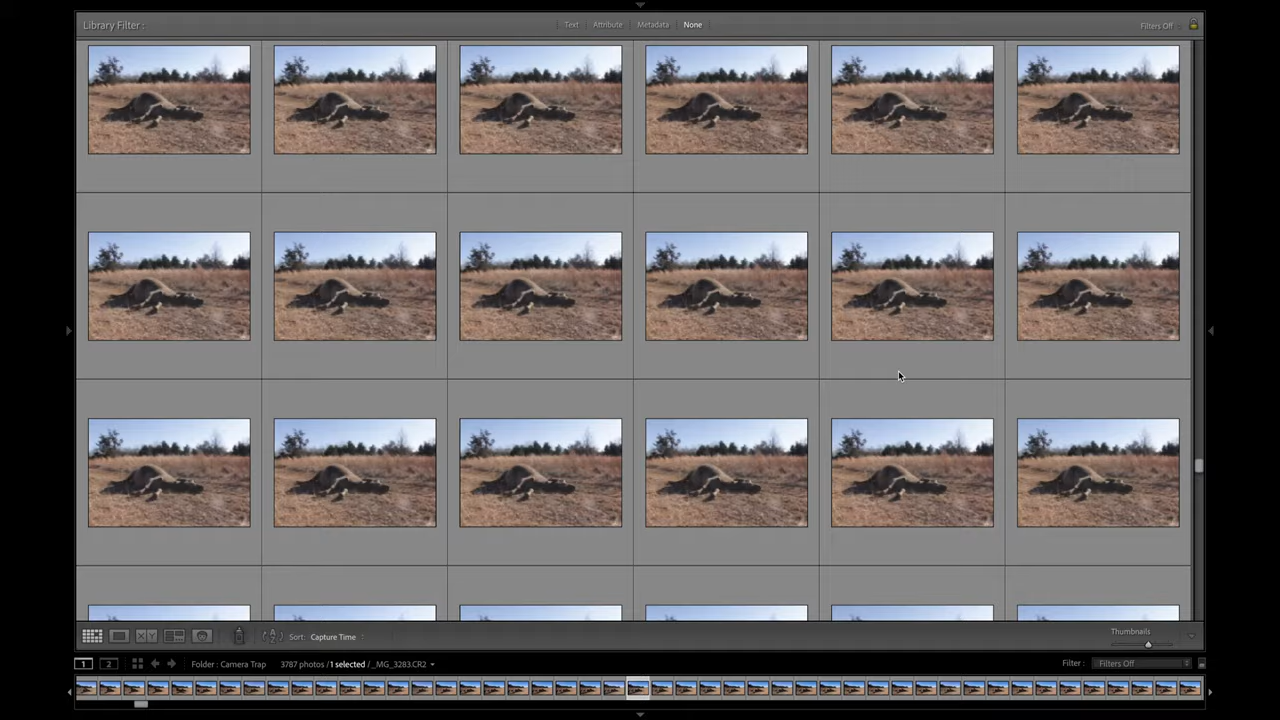 Library Filter :
Text Attribute Metadata None
Filters Off
Sort: Capture Time
Thumbnails
1 2
Folder : Camera Trap
3787 photos / 1 selected / _MG_3283.CR2
Filter : Filters Off